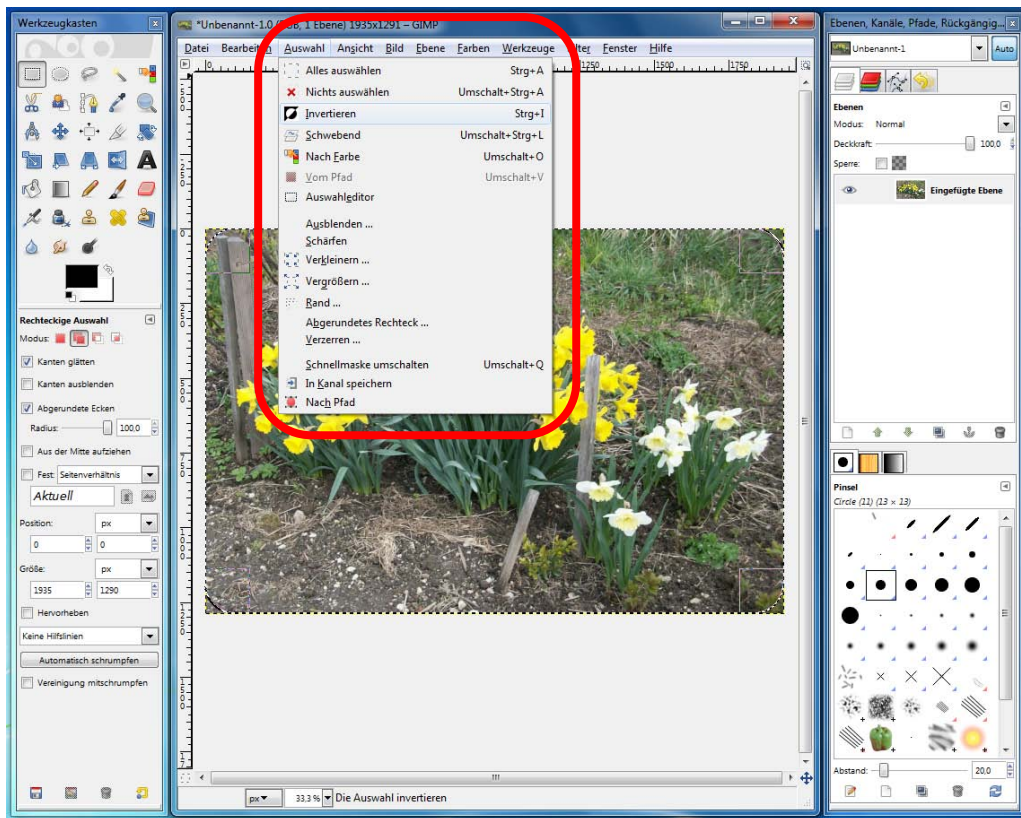 Werkzeugkasten
Rechteckige Auswahl
Modus:
Kanten glätten
Kanten ausblenden
Abgerundete Ecken
Radius: 100,0
Aus der Mitte aufziehen
Fest: Seitenverhältnis
Aktuell
Position: px
0 0
Größe: px
1935 1290
Hervorheben
Keine Hilfslinien
Automatisch schrumpfen
Vereinigung mitschrumpfen
*Unbenannt-1.0 1 Ebene) 1935x1291 – GIMP
Datei Bearbeiten Auswahl Ansicht Bild Ebene Farben Werkzeuge Fenster Hilfe
0 1250 1500 1750
Alles auswählen Strg+A
Nichts auswählen Umschalt+Strg+A
Invertieren Strg+I
Schwebend Umschalt+Strg+L
Nach Farbe Umschalt+O
Vom Pfad Umschalt+V
Auswahleditor
Ausblenden ...
Schärfen
Verkleinern ...
Vergrößern ...
Rand ...
Abgerundetes Rechteck ...
Verzerren ...
Schnellmaske umschalten Umschalt+Q
In Kanal speichern
Nach Pfad
px 33,3 % Die Auswahl invertieren
Ebenen, Kanäle, Pfade, Rückgängig...
Unbenannt-1 Auto
Ebenen
Modus: Normal
Deckkraft: 100,0
Sperre:
Eingefügte Ebene
Pinsel
Circle (11) (13 × 13)
Abstand: 20,0